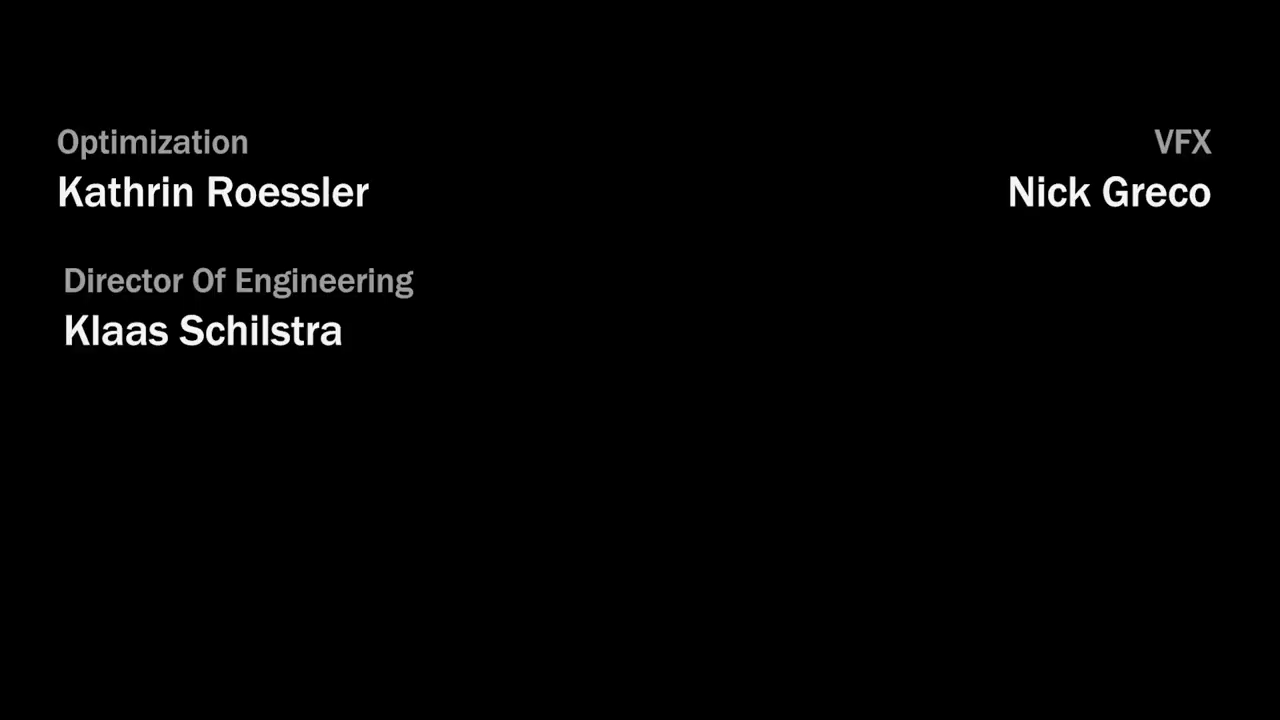 Optimization
Kathrin Roessler
Director Of Engineering
Klaas Schilstra
VFX
Nick Greco